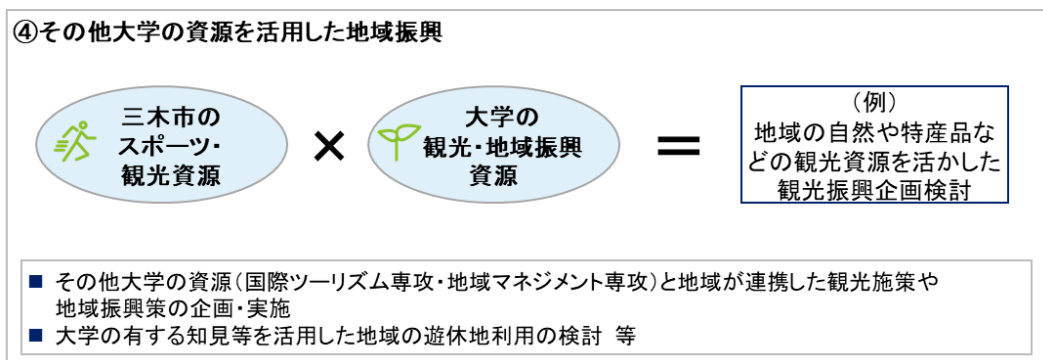 ④その他大学の資源を活用した地域振興
三木市の
スポーツ・
観光資源
×
大学の
観光・地域振興
資源
＝
（例）
地域の自然や特産品な
どの観光資源を活かした
観光振興企画検討
■ その他大学の資源（国際ツーリズム専攻・地域マネジメント専攻）と地域が連携した観光施策や
地域振興策の企画・実施
■ 大学の有する知見等を活用した地域の遊休地利用の検討 等